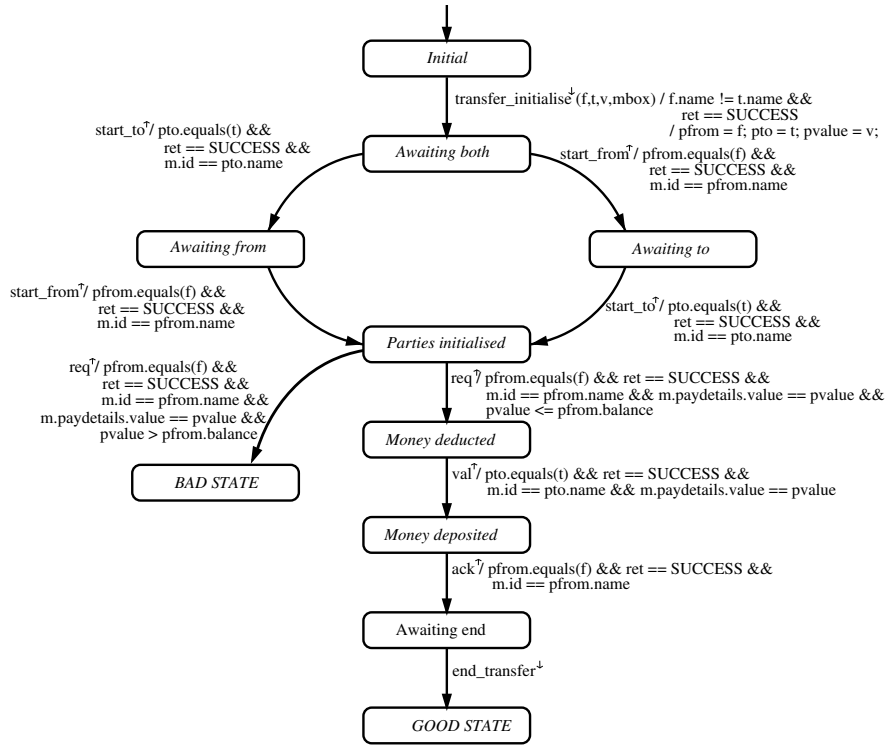 Initial
transfer_initialise↓(f,t,v,mbox) / f.name != t.name &&
ret == SUCCESS
/ pfrom = f; pto = t; pvalue = v;
start_to↑/ pto.equals(t) &&
ret == SUCCESS &&
m.id == pto.name
Awaiting both
start_from↑/ pfrom.equals(f) &&
ret == SUCCESS &&
m.id == pfrom.name
Awaiting from
Awaiting to
start_from↑/ pfrom.equals(f) &&
ret == SUCCESS &&
m.id == pfrom.name
start_to↑/ pto.equals(t) &&
ret == SUCCESS &&
m.id == pto.name
Parties initialised
req↑/ pfrom.equals(f) &&
ret == SUCCESS &&
m.id == pfrom.name &&
m.paydetails.value == pvalue &&
pvalue > pfrom.balance
req↑/ pfrom.equals(f) && ret == SUCCESS &&
m.id == pfrom.name && m.paydetails.value == pvalue &&
pvalue <= pfrom.balance
Money deducted
BAD STATE
val↑/ pto.equals(t) && ret == SUCCESS &&
m.id == pto.name && m.paydetails.value == pvalue
Money deposited
ack↑/ pfrom.equals(f) && ret == SUCCESS &&
m.id == pfrom.name
Awaiting end
end_transfer↓
GOOD STATE